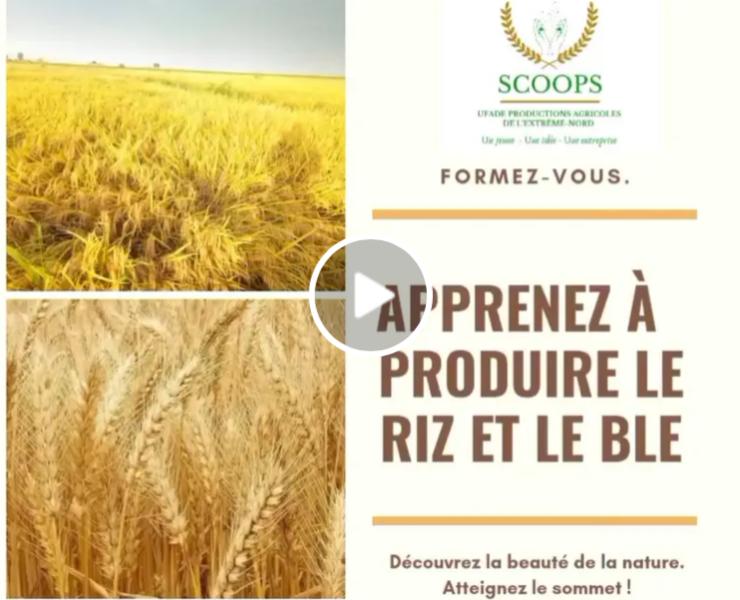 SCOOPS
UFADE PRODUCTIONS AGRICOLES
DE L'EXTRÊME-NORD
Un jeune - Une idée - Une entreprise
FORMEZ-VOUS.
APPRENEZ À
PRODUIRE LE
RIZ ET LE BLE
Découvrez la beauté de la nature.
Atteignez le sommet !